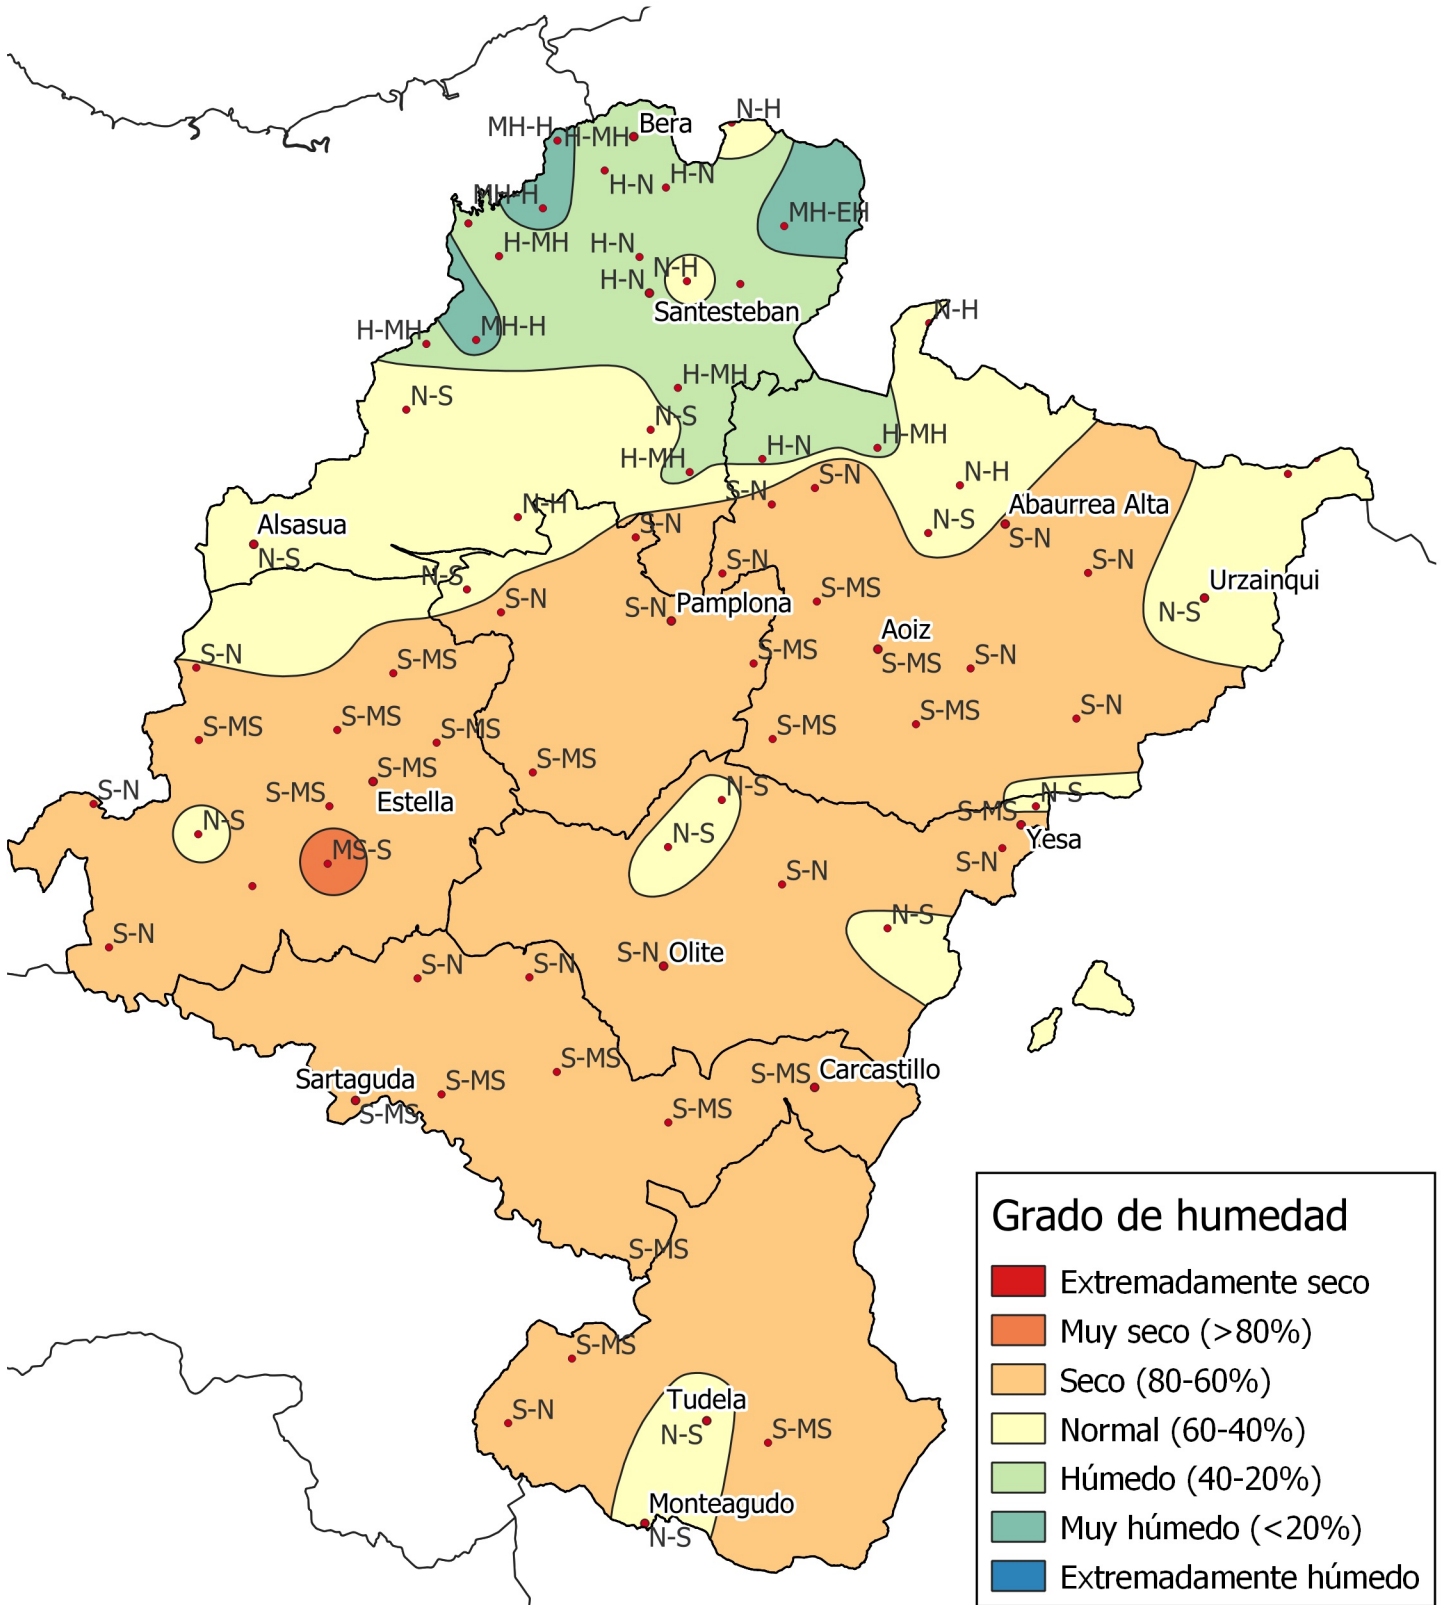 N-H
MH-H
H-MH
Bera
H-N
H-N
MH-H
MH-EH
H-MH
H-N
N-H
H-N
Santesteban
N-H
H-MH
MH-H
H-MH
N-S
N-S
H-MH
H-N
H-MH
N-H
S-N
S-N
Abaurrea Alta
S-N
N-H
Alsasua
N-S
S-N
N-S
N-S
S-N
S-N
Urzainqui
N-S
S-MS
S-N
S-N
Pamplona
Aoiz
S-MS
S-N
S-N
S-MS
S-MS
S-N
S-MS
S-MS
S-MS
S-MS
S-MS
S-MS
S-MS
S-N
S-MS
Estella
N-S
N-S
S-MS
Yesa
S-N
N-S
MS-S
N-S
S-N
N-S
S-N
S-N
Olite
S-N
S-N
S-MS
S-MS
Carcastillo
Sartaguda
S-MS
S-MS
S-MS
S-MS
S-MS
S-N
Tudela
N-S
S-MS
Monteagudo
N-S
Grado de humedad
Extremadamente seco
Muy seco (>80%)
Seco (80-60%)
Normal (60-40%)
Húmedo (40-20%)
Muy húmedo (<20%)
Extremadamente húmedo